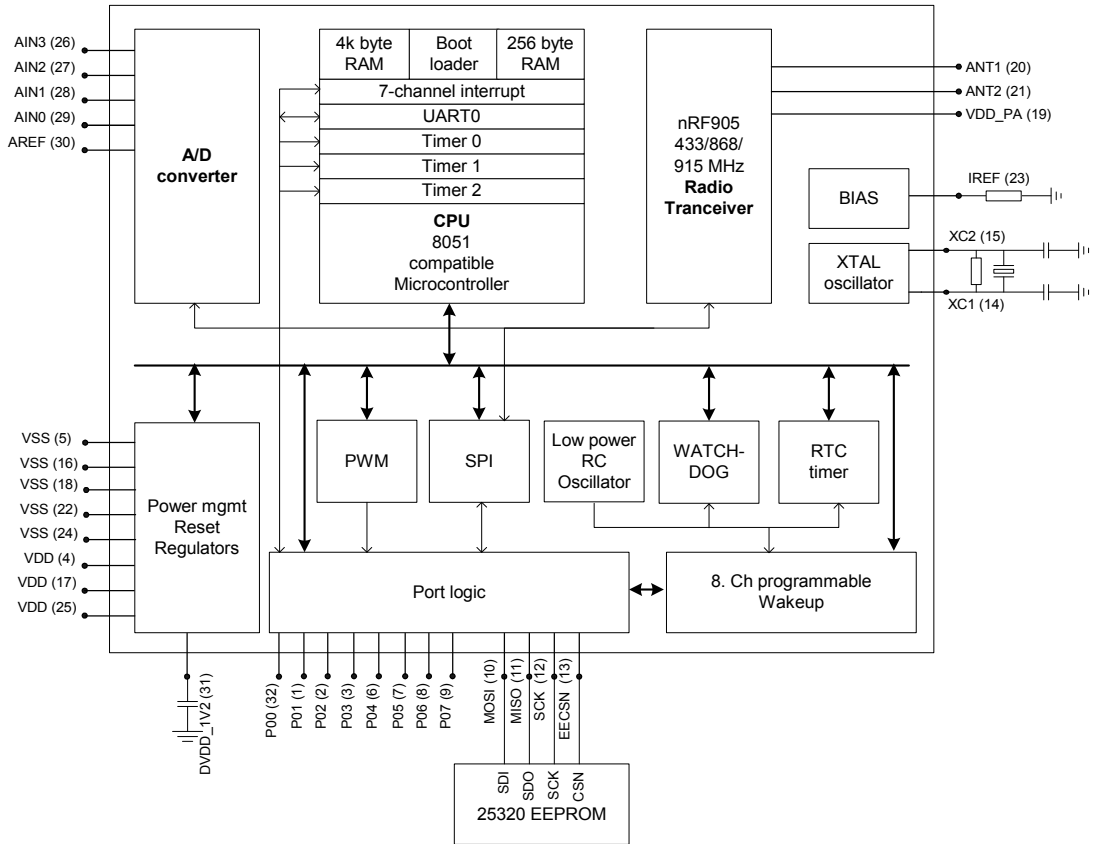 AIN3 (26)
AIN2 (27)
AIN1 (28)
AIN0 (29)
AREF (30)
A/D
converter
4k byte
RAM
Boot
loader
256 byte
RAM
7-channel interrupt
UART0
Timer 0
Timer 1
Timer 2
CPU
8051
compatible
Microcontroller
nRF905
433/868/
915 MHz
Radio
Tranceiver
ANT1 (20)
ANT2 (21)
VDD_PA (19)
BIAS
IREF (23)
XTAL
oscillator
XC2 (15)
XC1 (14)
VSS (5)
VSS (16)
VSS (18)
VSS (22)
VSS (24)
VDD (4)
VDD (17)
VDD (25)
Power mgmt
Reset
Regulators
PWM
SPI
Low power
RC
Oscillator
WATCH-
DOG
RTC
timer
Port logic
8. Ch programmable
Wakeup
DVDD_1V2 (31)
P00 (32)
P01 (1)
P02 (2)
P03 (3)
P04 (6)
P05 (7)
P06 (8)
P07 (9)
MOSI (10)
MISO (11)
SCK (12)
EECSN (13)
SDI
SDO
SCK
CSN
25320 EEPROM